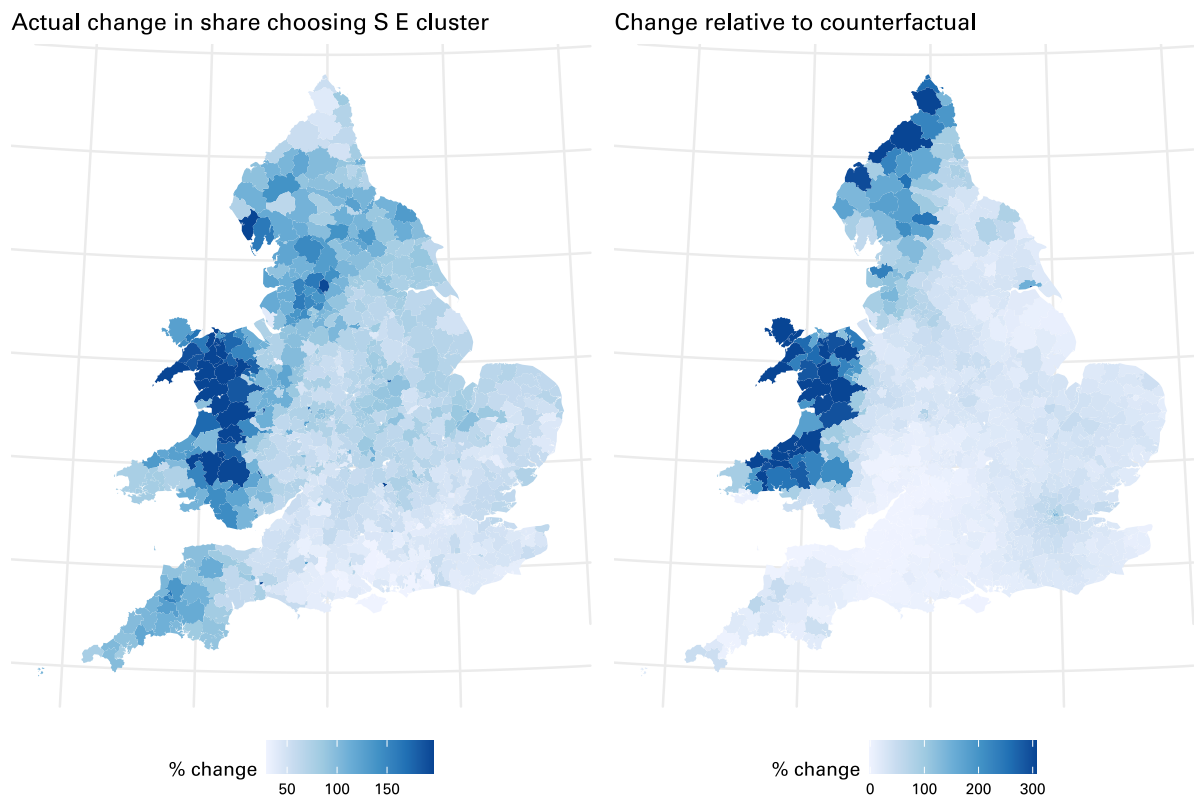 Actual change in share choosing S E cluster
Change relative to counterfactual
% change
50 100 150
% change
0 100 200 300